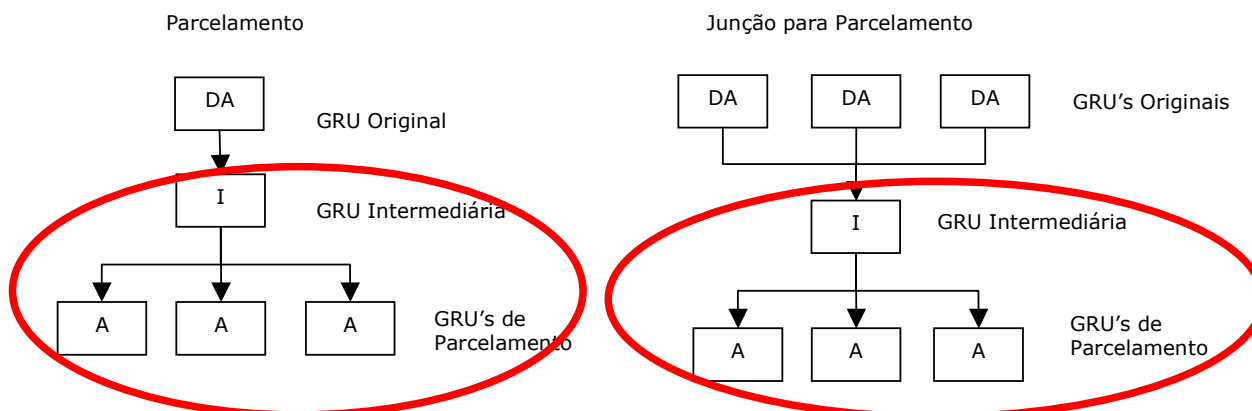 Parcelamento
DA
GRU Original
I
GRU Intermediária
A
A
A
GRU's de
Parcelamento
Junção para Parcelamento
DA
DA
DA
GRU's Originais
I
GRU Intermediária
A
A
A
GRU's de
Parcelamento